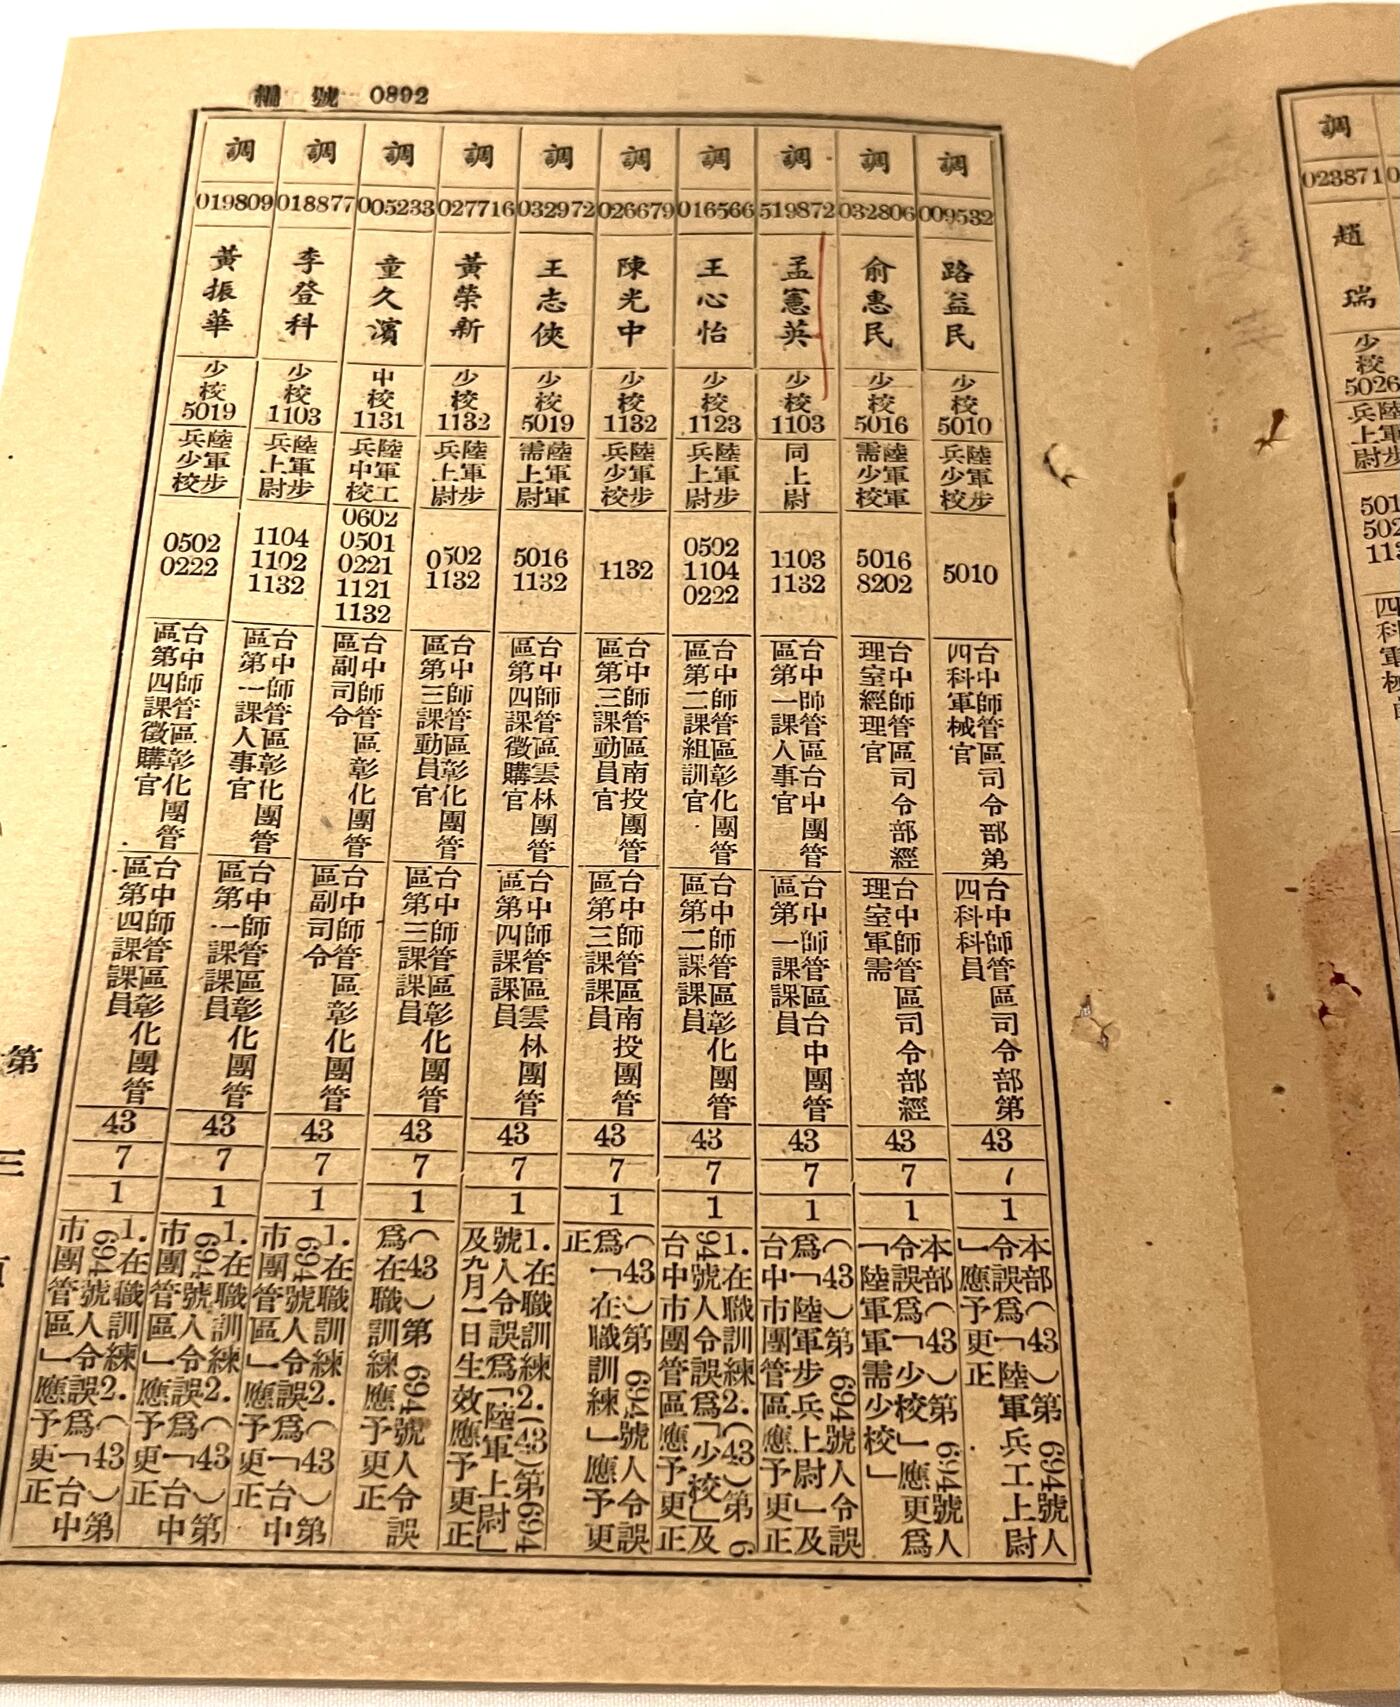 編號 0892
調
009532
路益民
少校
5010
陸軍步
兵少校
5010
台中師管區司令部第
四科軍械官
台中師管區司令部第
四科科員
43
7
1
本部(43)第694號人
令誤為「陸軍兵工上尉
」應予更正
調
032806
俞惠民
少校
5016
陸軍軍
需少校
5016
8202
台中師管區司令部經
理室經理官
台中師管區司令部經
理室軍需
43
7
1
本部(43)第694號人
令誤為「少校」應更為
「陸軍軍需少校」
調
519872
孟憲英
少校
1103
同上尉
1103
1132
台中師管區台中團管
區第一課人事官
台中師管區台中團管
區第一課課員
43
7
1
(43)第694號人令誤
為「陸軍步兵上尉」及
台中市團管區應予更正
調
016566
王心怡
少校
1123
陸軍步
兵上尉
0502
1104
0222
台中師管區彰化團管
區第二課組訓官
台中師管區彰化團管
區第二課課員
43
7
1
1.在職訓練2.(43)第6
94號人令誤為「少校」及
台中市團管區應予更正
調
026679
陳光中
少校
1132
陸軍步
兵少校
1132
台中師管區南投團管
區第三課動員官
台中師管區南投團管
區第三課課員
43
7
1
(43)第694號人令誤
為「在職訓練」應予更
正
調
032972
王志俠
少校
5019
陸軍軍
需上尉
5016
1132
台中師管區雲林團管
區第四課徵購官
台中師管區雲林團管
區第四課課員
43
7
1
1.在職訓練2.(43)第694
號人令誤為「陸軍上尉」
及九月一日生效應予更正
調
027716
黃榮新
少校
1132
陸軍步
兵上尉
0502
1132
台中師管區彰化團管
區第三課動員官
台中師管區彰化團管
區第三課課員
43
7
1
(43)第694號人令誤
為在職訓練應予更正
調
005233
童久濱
中校
1131
陸軍工
兵中校
0602
0501
0221
1121
1132
台中師管區彰化團管
區副司令
台中師管區彰化團管
區副司令
43
7
1
1.在職訓練2.(43)第
694號人令誤為「台中
市團管區」應予更正
調
018877
李登科
少校
1103
陸軍步
兵上尉
1104
1102
1132
台中師管區彰化團管
區第一課人事官
台中師管區彰化團管
區第一課課員
43
7
1
1.在職訓練2.(43)第
694號人令誤為「台中
市團管區」應予更正
調
019809
黃振華
少校
5019
陸軍步
兵少校
0502
0222
台中師管區彰化團管
區第四課徵購官
台中師管區彰化團管
區第四課課員
43
7
1
1.在職訓練2.(43)第
694號人令誤為「台中
市團管區」應予更正
第三
調
023871
趙瑞
少校
5026